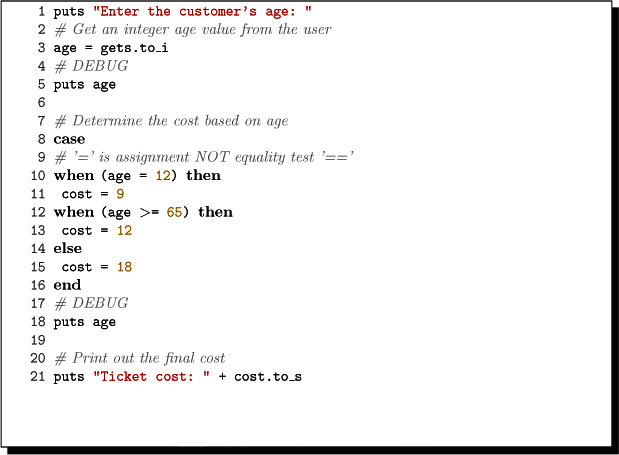 1 puts "Enter the customer's age: "
2 # Get an integer age value from the user
3 age = gets.to_i
4 # DEBUG
5 puts age
6
7 # Determine the cost based on age
8 case
9 # '=' is assignment NOT equality test '=='
10 when (age = 12) then
11  cost = 9
12 when (age >= 65) then
13  cost = 12
14 else
15  cost = 18
16 end
17 # DEBUG
18 puts age
19
20 # Print out the final cost
21 puts "Ticket cost: " + cost.to_s